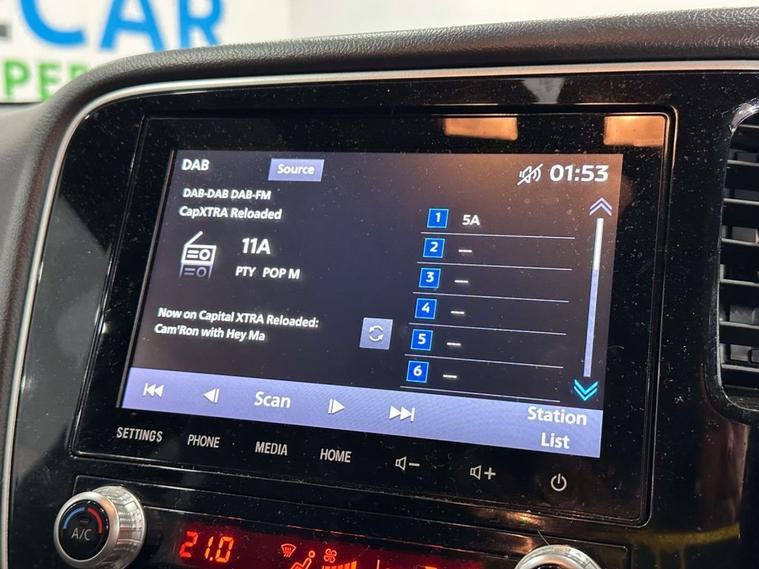 CAR
PER
DAB
Source
01:53
DAB-DAB DAB-FM
CapXTRA Reloaded
11A
PTY POP M
Now on Capital XTRA Reloaded:
Cam'Ron with Hey Ma
1 5A
2 ---
3 ---
4 ---
5 ---
6 ---
Scan
Station
List
SETTINGS
PHONE
MEDIA
HOME
A/C
21.0